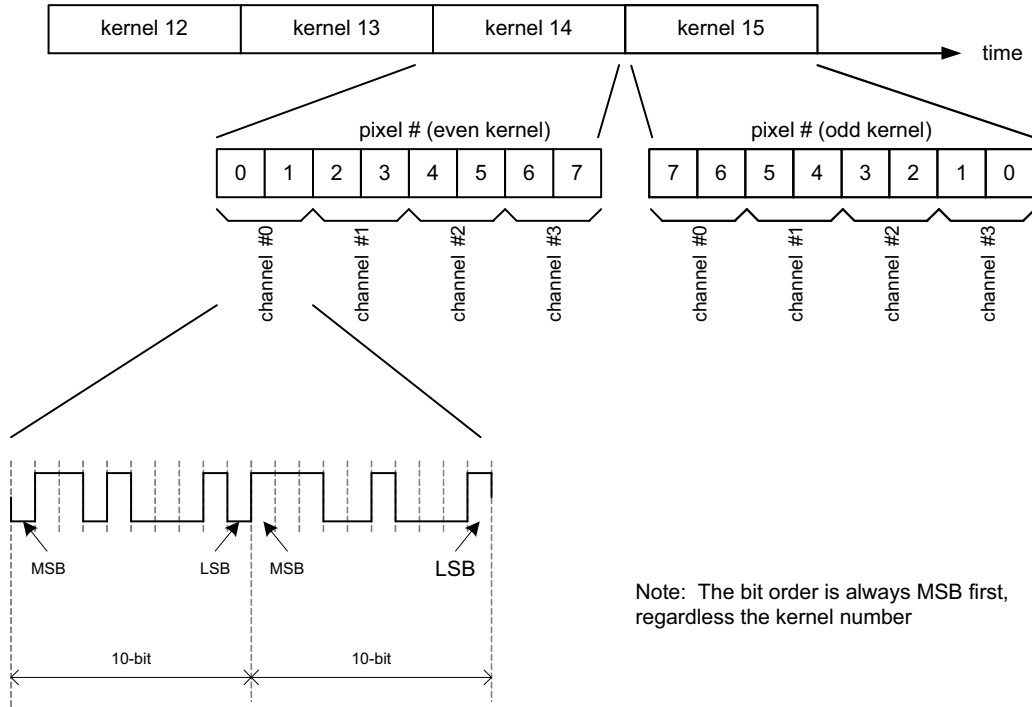 kernel 12
kernel 13
kernel 14
kernel 15
time
pixel # (even kernel)
pixel # (odd kernel)
0 1 2 3 4 5 6 7
7 6 5 4 3 2 1 0
channel #0
channel #1
channel #2
channel #3
channel #0
channel #1
channel #2
channel #3
MSB
LSB
MSB
LSB
Note: The bit order is always MSB first,
regardless the kernel number
10-bit
10-bit